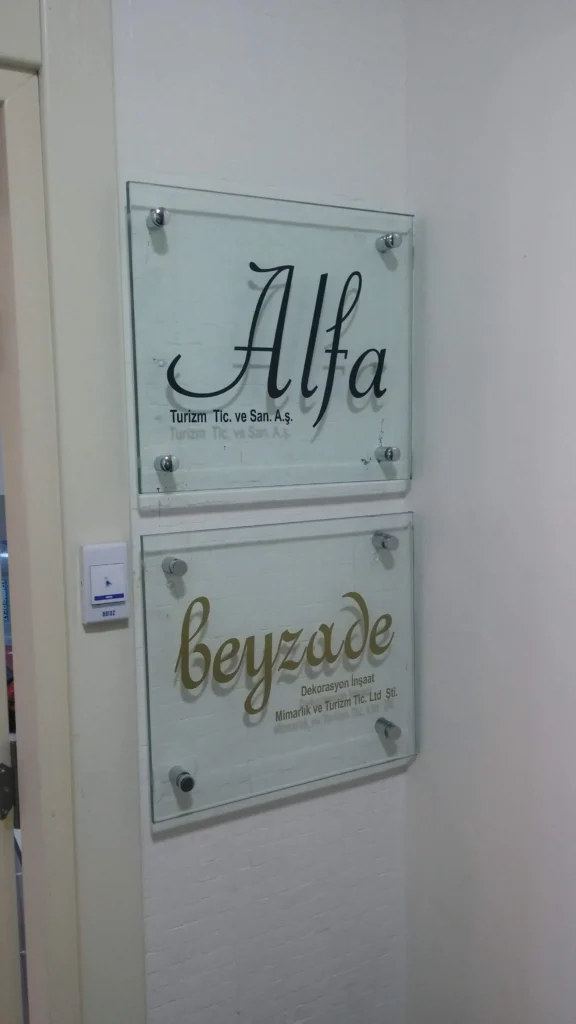 Alfa
Turizm Tic. ve San. A.ş.
beyzade
Dekorasyon İnşaat
Mimarlık ve Turizm Tic. Ltd Şti.